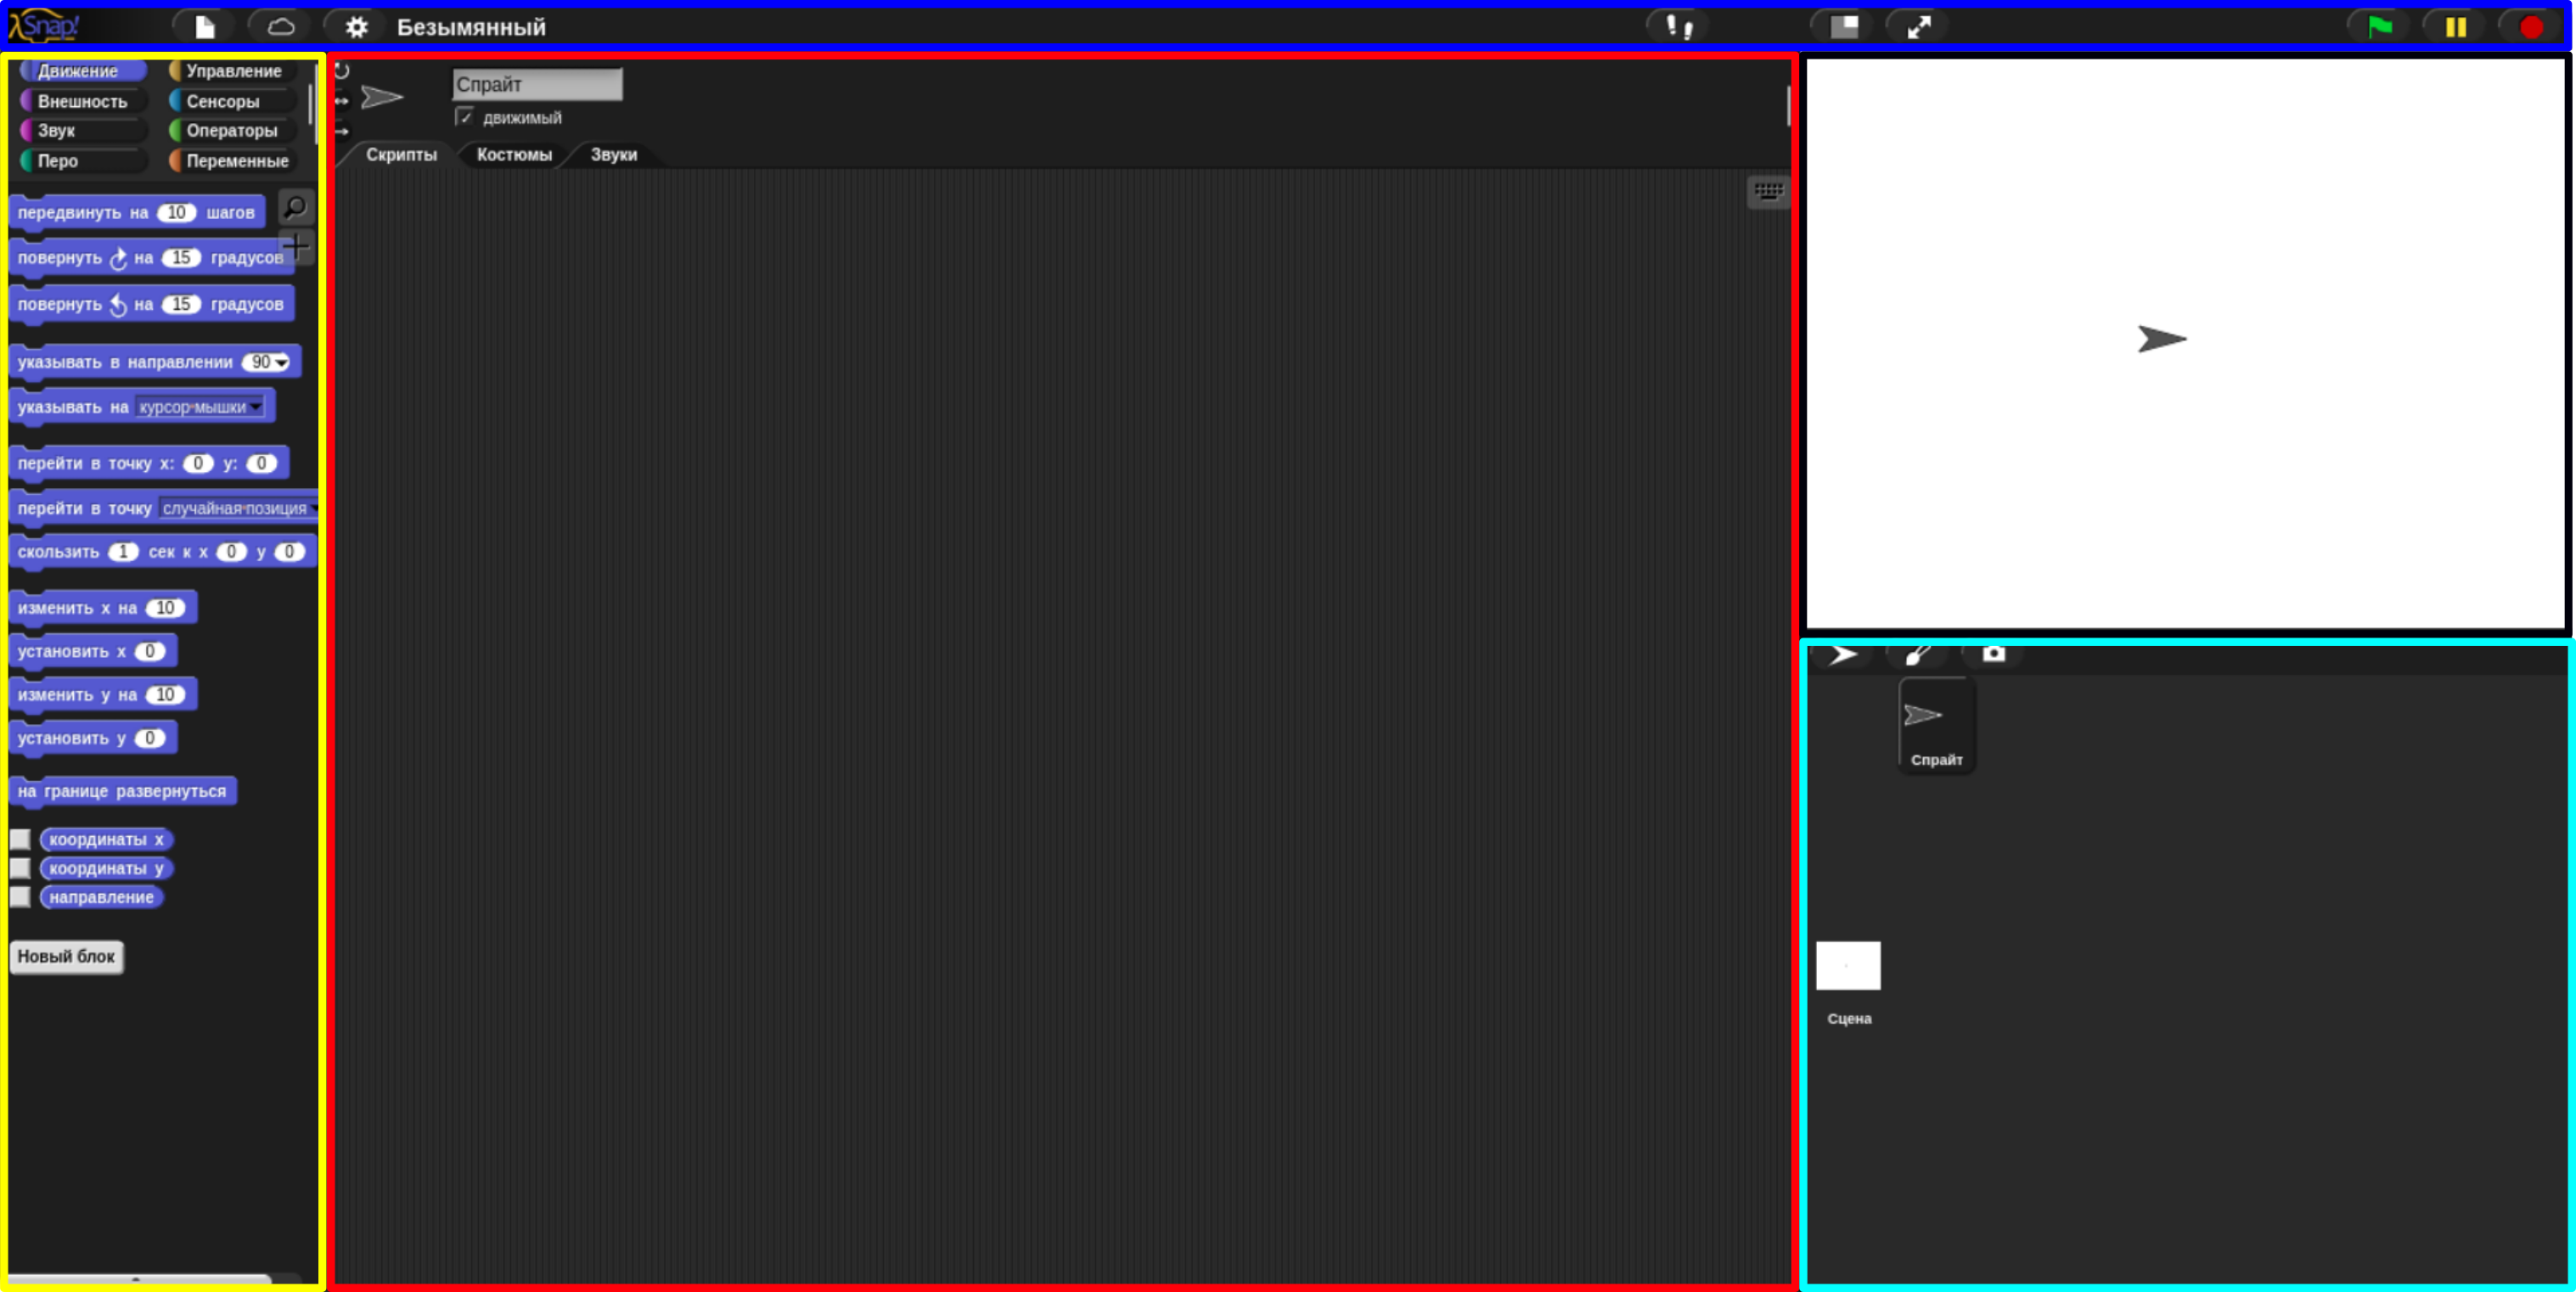 λSnap! Безымянный
Движение Управление
Внешность Сенсоры
Звук Операторы
Перо Переменные
передвинуть на 10 шагов
повернуть на 15 градусов
повернуть на 15 градусов
указывать в направлении 90
указывать на курсор мышки
перейти в точку x: 0 y: 0
перейти в точку случайная позиция
скользить 1 сек к x 0 y 0
изменить x на 10
установить x 0
изменить y на 10
установить y 0
на границе развернуться
координаты x
координаты y
направление
Новый блок
Спрайт
движимый
Скрипты Костюмы Звуки
Спрайт
Сцена